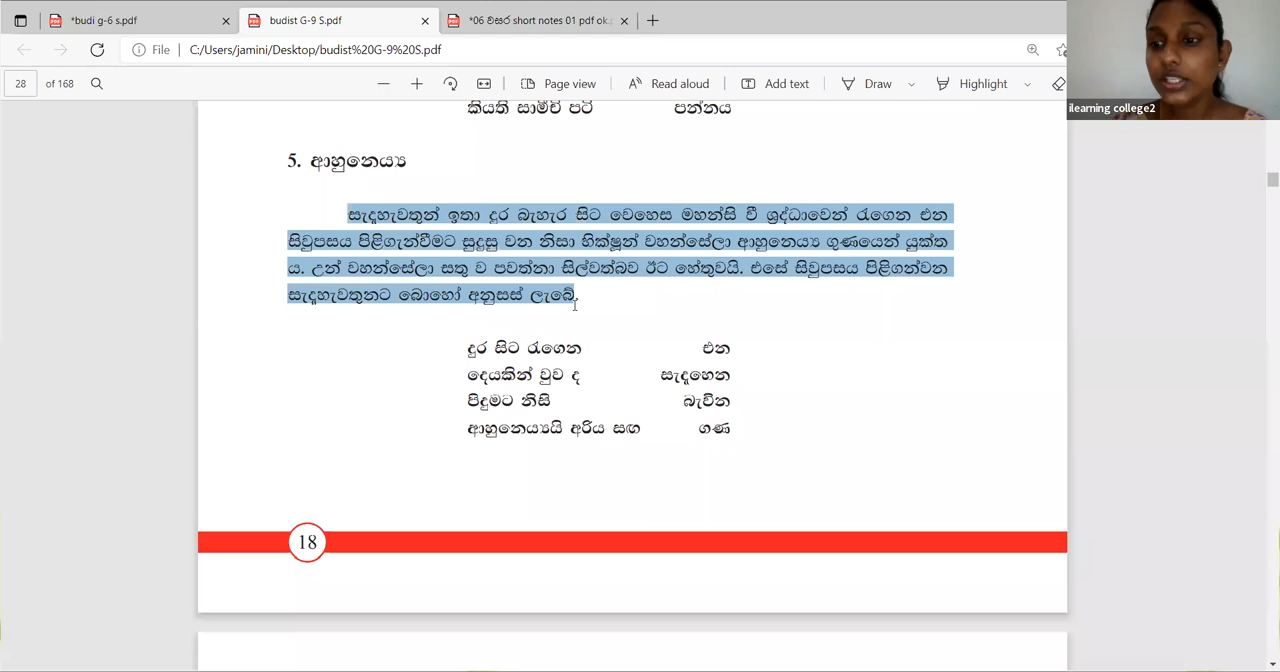 *budi g-6 s.pdf
budist G-9 S.pdf
*06 විසර short notes 01 pdf ok.
File C:/Users/jamini/Desktop/budist%20G-9%20S.pdf
28 of 168
Page view
Read aloud
Add text
Draw
Highlight
ilearning college2
කියති සාමීචි පටි පන්නය
5. ආහුනෙය්‍ය
සැදැහැවතුන් ඉතා දුර බැහැර සිට වෙහෙස මහන්සි වී ශ්‍රද්ධාවෙන් රැගෙන එන
සිවුපසය පිළිගැන්වීමට සුදුසු වන නිසා භික්ෂූන් වහන්සේලා ආහුනෙය්‍ය ගුණයෙන් යුක්ත
ය. උන් වහන්සේලා සතු ව පවත්නා සිල්වත්බව ඊට හේතුවයි. එසේ සිවුපසය පිළිගන්වන
සැදැහැවතුනට බොහෝ අනුසස් ලැබේ.
දුර සිට රැගෙන එන
දෙයකින් වුව ද සැදැහෙන
පිදුමට නිසි බැවින
ආහුනෙය්‍යයි අරිය සඟ ගණ
18